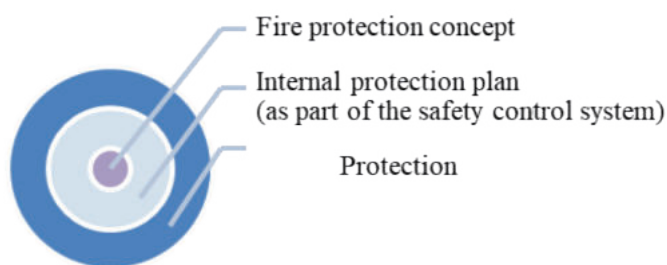 Fire protection concept
Internal protection plan
(as part of the safety control system)
Protection